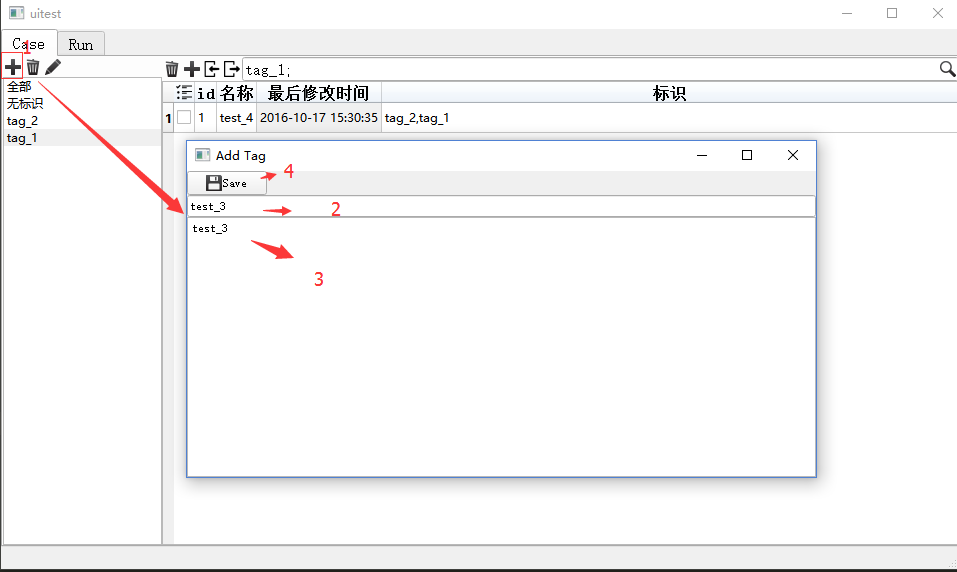 uitest
Case Run
1
tag_1;
全部
无标识
tag_2
tag_1
id 名称 最后修改时间 标识
1 1 test_4 2016-10-17 15:30:35 tag_2,tag_1
Add Tag
Save 4
test_3 2
test_3
3